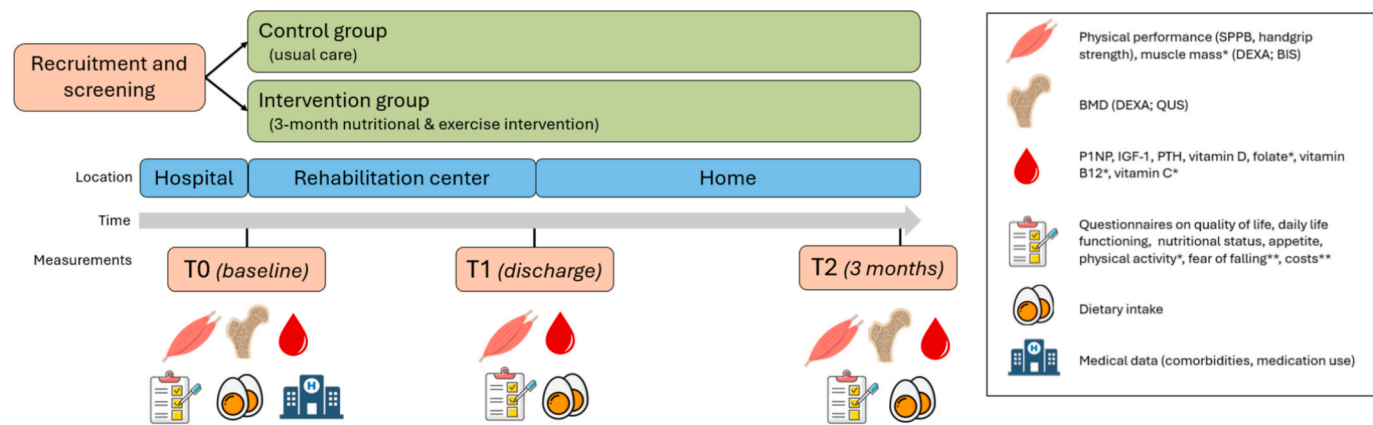 Recruitment and
screening
Control group
(usual care)
Intervention group
(3-month nutritional & exercise intervention)
Location
Hospital
Rehabilitation center
Home
Time
Measurements
T0 (baseline)
T1 (discharge)
T2 (3 months)
H
Physical performance (SPPB, handgrip
strength), muscle mass* (DEXA; BIS)
BMD (DEXA; QUS)
P1NP, IGF-1, PTH, vitamin D, folate*, vitamin
B12*, vitamin C*
Questionnaires on quality of life, daily life
functioning, nutritional status, appetite,
physical activity*, fear of falling**, costs**
Dietary intake
H
Medical data (comorbidities, medication use)